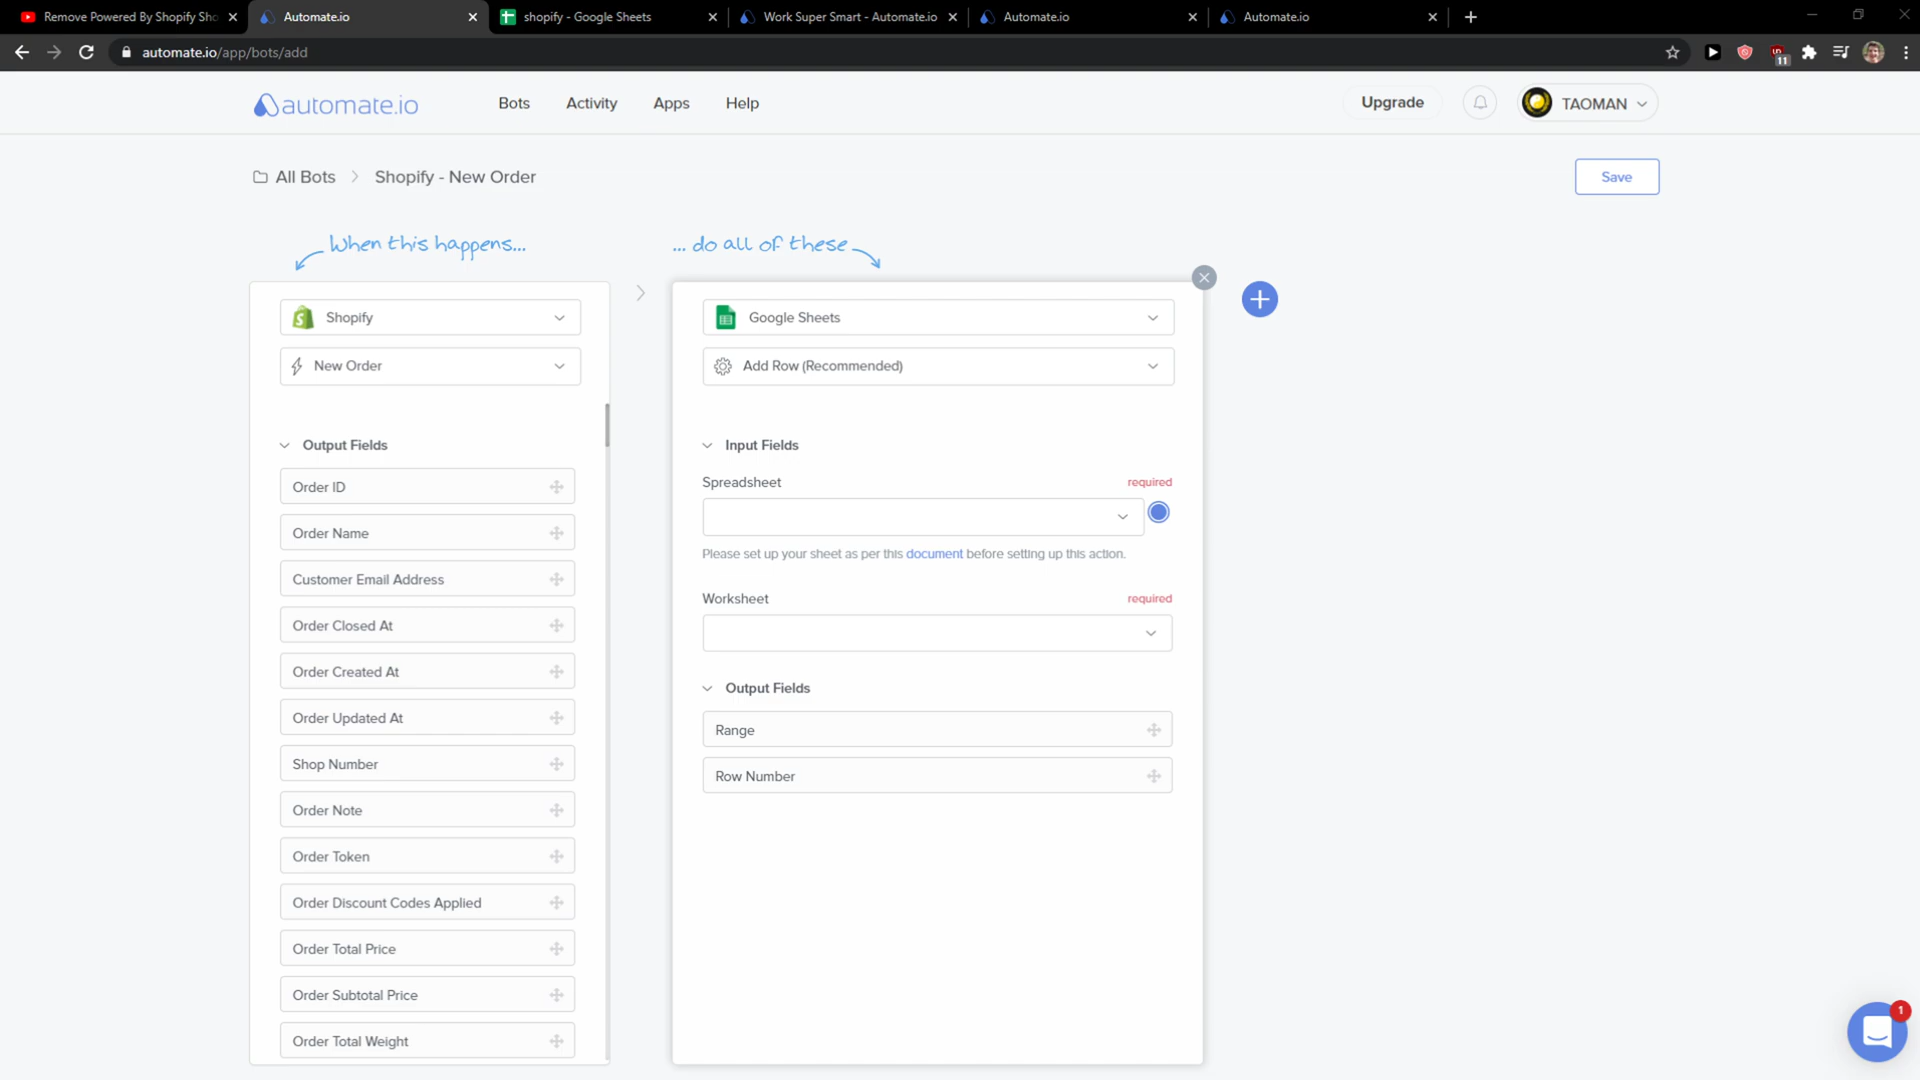 Remove Powered By Shopify Sho
Automate.io
shopify - Google Sheets
Work Super Smart - Automate.io
Automate.io
Automate.io
automate.io/app/bots/add
11
automate.io
Bots
Activity
Apps
Help
Upgrade
TAOMAN
All Bots
Shopify - New Order
Save
When this happens...
... do all of these
Shopify
New Order
Output Fields
Order ID
Order Name
Customer Email Address
Order Closed At
Order Created At
Order Updated At
Shop Number
Order Note
Order Token
Order Discount Codes Applied
Order Total Price
Order Subtotal Price
Order Total Weight
Google Sheets
Add Row (Recommended)
Input Fields
Spreadsheet
required
Please set up your sheet as per this document before setting up this action.
Worksheet
required
Output Fields
Range
Row Number
1